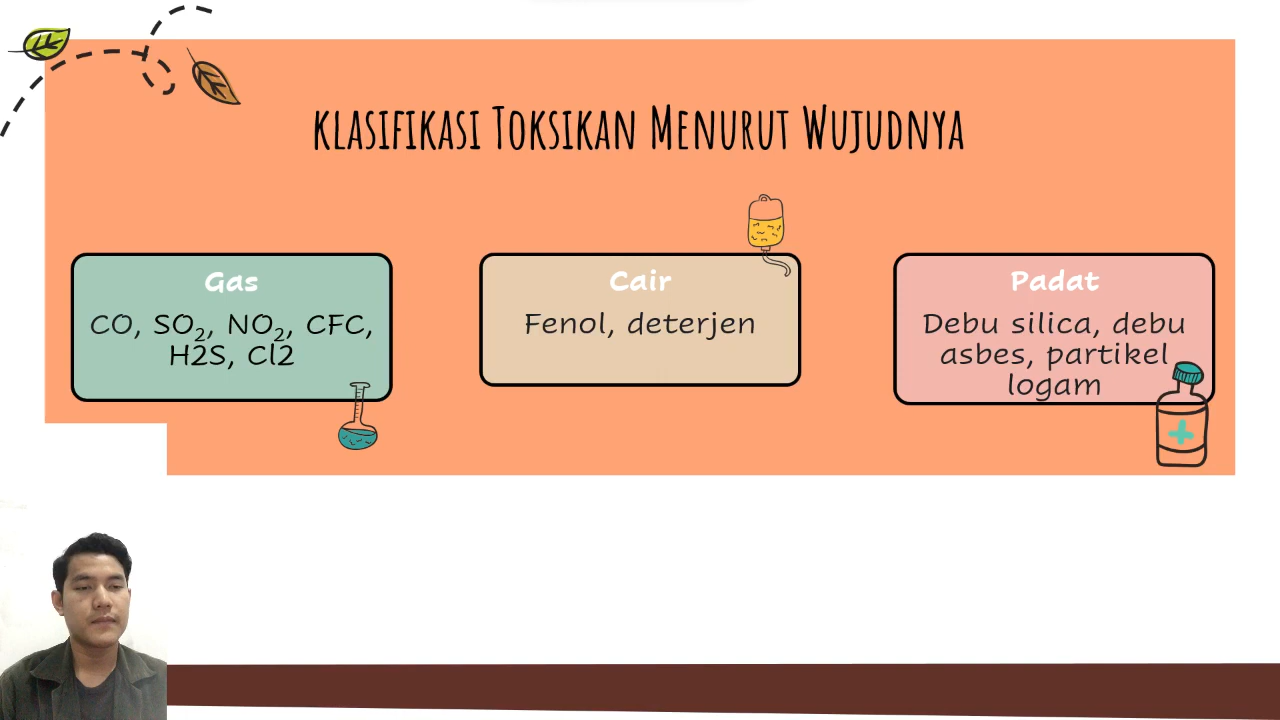 klasifikasi Toksikan Menurut Wujudnya
Gas
CO, SO₂, NO₂, CFC,
H2S, Cl2
Cair
Fenol, deterjen
Padat
Debu silica, debu
asbes, partikel
logam